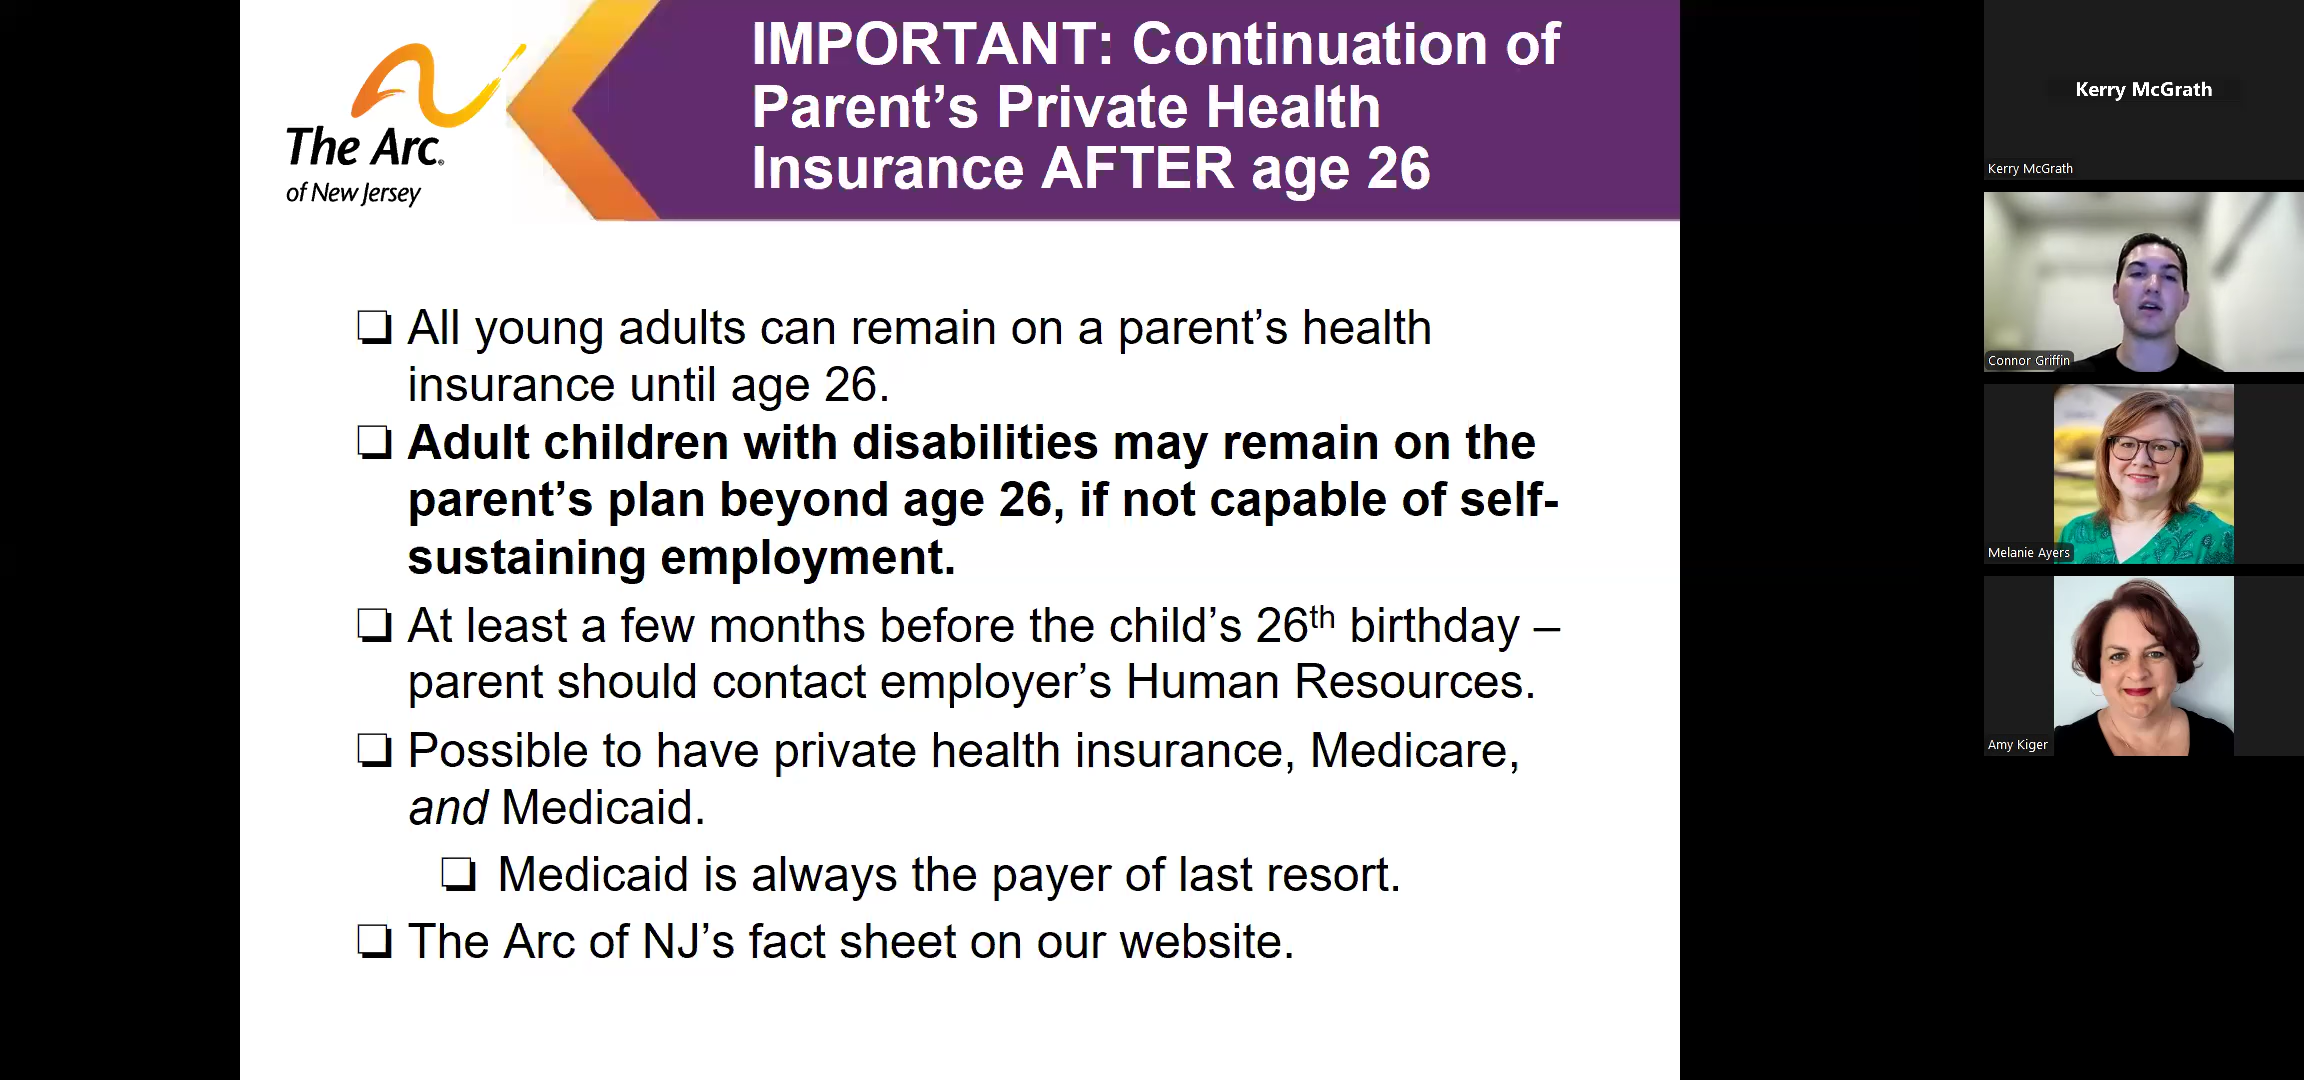 The Arc®
of New Jersey
IMPORTANT: Continuation of
Parent’s Private Health
Insurance AFTER age 26
❏ All young adults can remain on a parent’s health
insurance until age 26.
❏ Adult children with disabilities may remain on the
parent’s plan beyond age 26, if not capable of self-
sustaining employment.
❏ At least a few months before the child’s 26th birthday –
parent should contact employer’s Human Resources.
❏ Possible to have private health insurance, Medicare,
and Medicaid.
❏ Medicaid is always the payer of last resort.
❏ The Arc of NJ’s fact sheet on our website.
Kerry McGrath
Kerry McGrath
Connor Griffin
Melanie Ayers
Amy Kiger